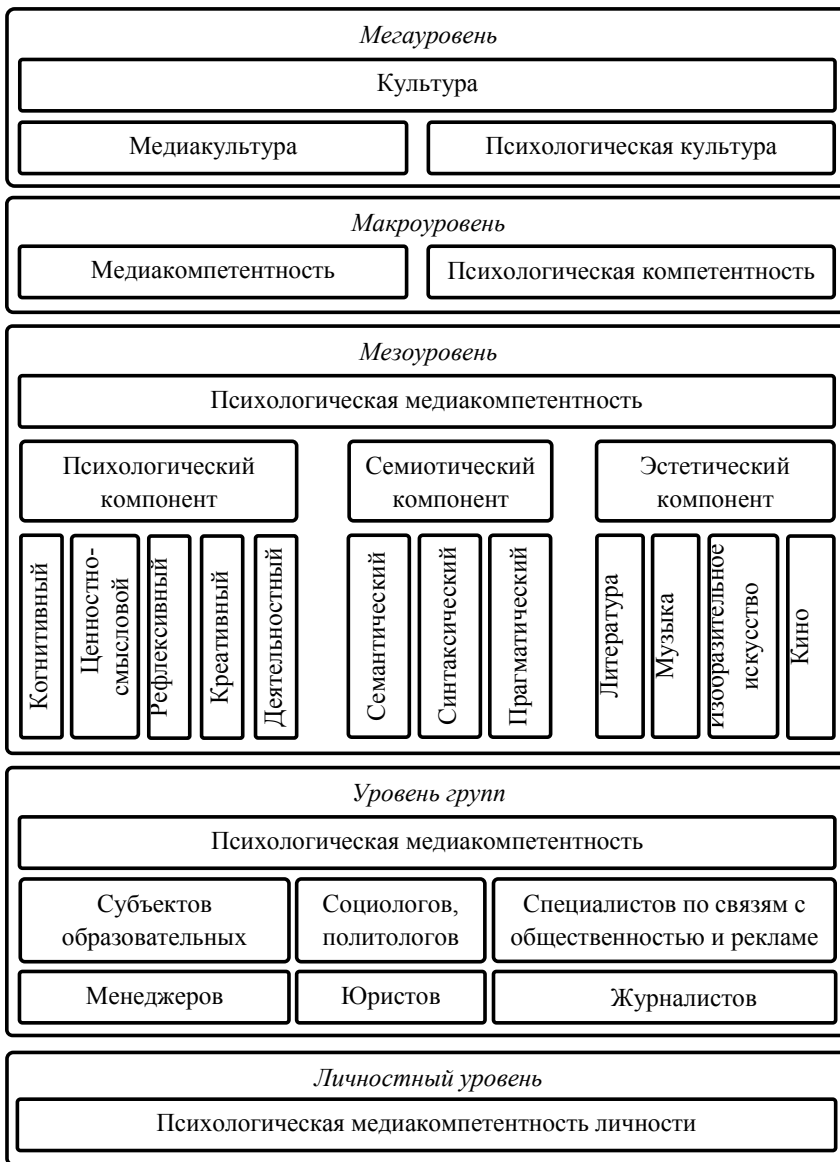 Мегауровень
Культура
Медиакультура
Психологическая культура
Макроуровень
Медиакомпетентность
Психологическая компетентность
Мезоуровень
Психологическая медиакомпетентность
Психологический
компонент
Семиотический
компонент
Эстетический
компонент
Когнитивный
Ценностно-
смысловой
Рефлексивный
Креативный
Деятельностный
Семантический
Синтаксический
Прагматический
Литература
Музыка
Изобразительное
искусство
Кино
Уровень групп
Психологическая медиакомпетентность
Субъектов
образовательных
Социологов,
политологов
Специалистов по связям с
общественностью и рекламе
Менеджеров
Юристов
Журналистов
Личностный уровень
Психологическая медиакомпетентность личности